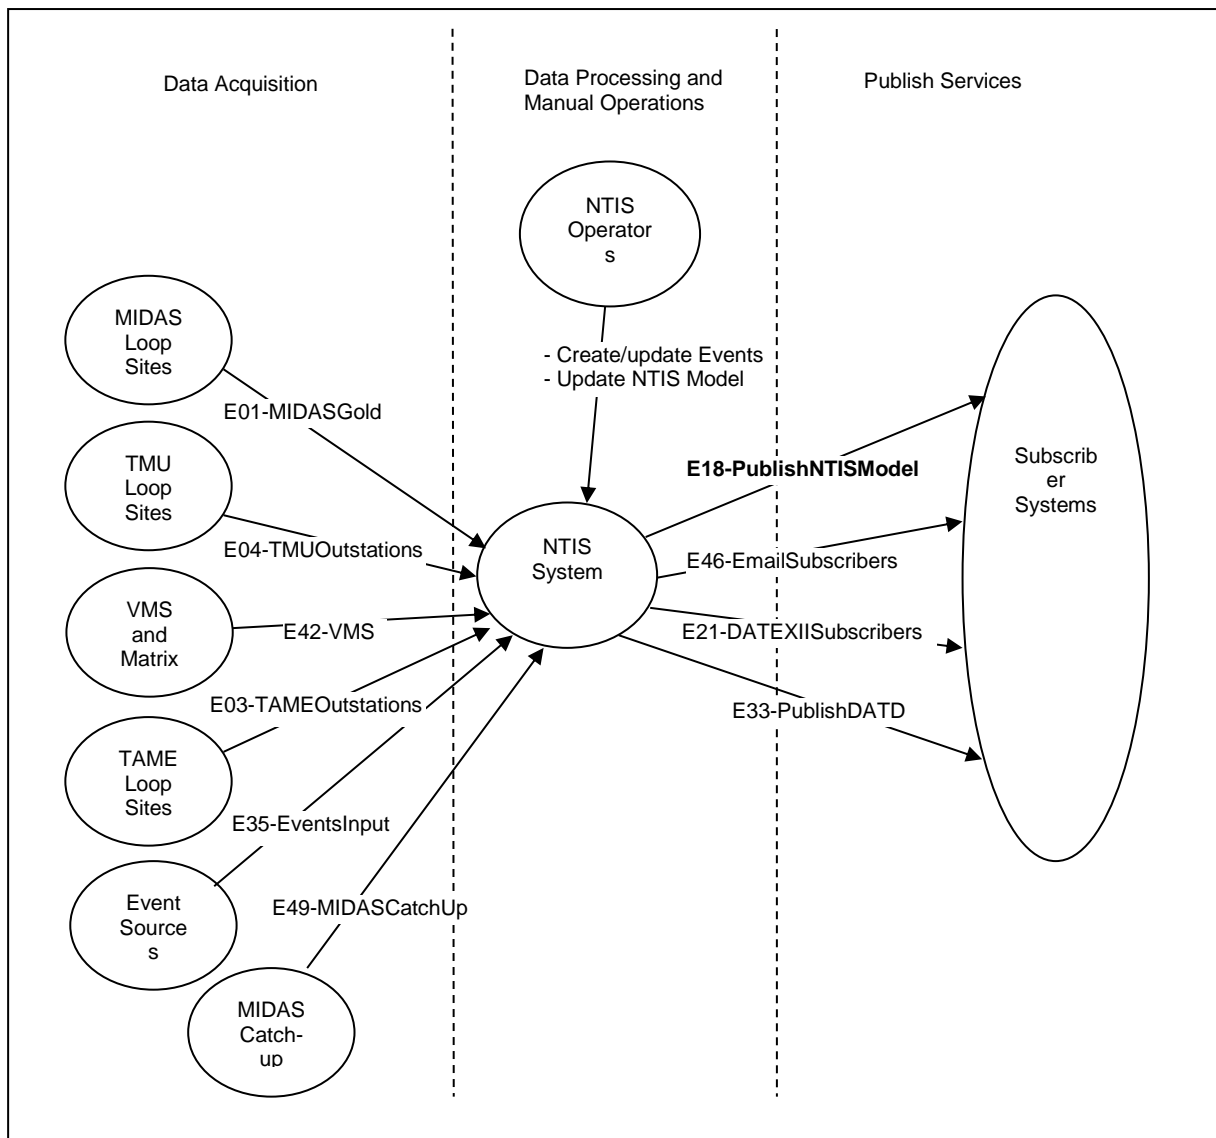 Data Acquisition
Data Processing and
Manual Operations
Publish Services
NTIS
Operator
s
MIDAS
Loop
Sites
- Create/update Events
- Update NTIS Model
E01-MIDASGold
TMU
Loop
Sites
E18-PublishNTISModel
Subscrib
er
Systems
E04-TMUOutstations
NTIS
System
E46-EmailSubscribers
VMS
and
Matrix
E42-VMS
E21-DATEXIISubscribers
E03-TAMEOutstations
E33-PublishDATD
TAME
Loop
Sites
E35-EventsInput
Event
Source
s
E49-MIDASCatchUp
MIDAS
Catch-
up